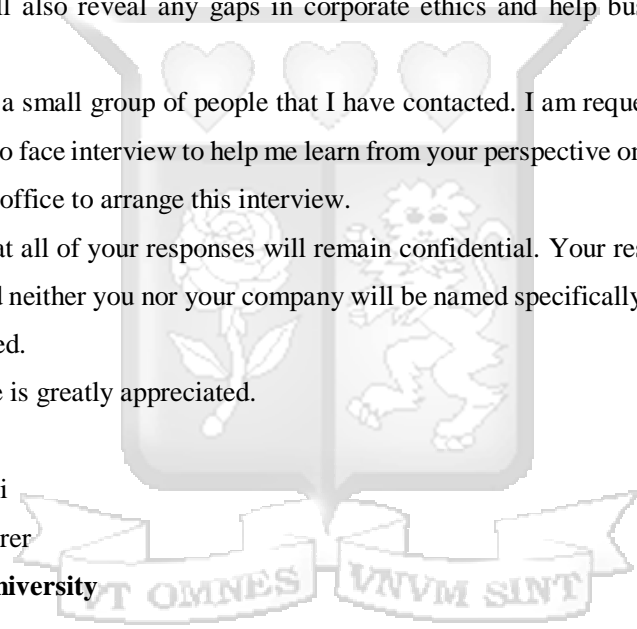 ll also reveal any gaps in corporate ethics and help bus
a small group of people that I have contacted. I am reque
o face interview to help me learn from your perspective or
office to arrange this interview.
at all of your responses will remain confidential. Your res
d neither you nor your company will be named specifically
ed.
e is greatly appreciated.
i
rer
niversity
VT OMNES VNVM SINT